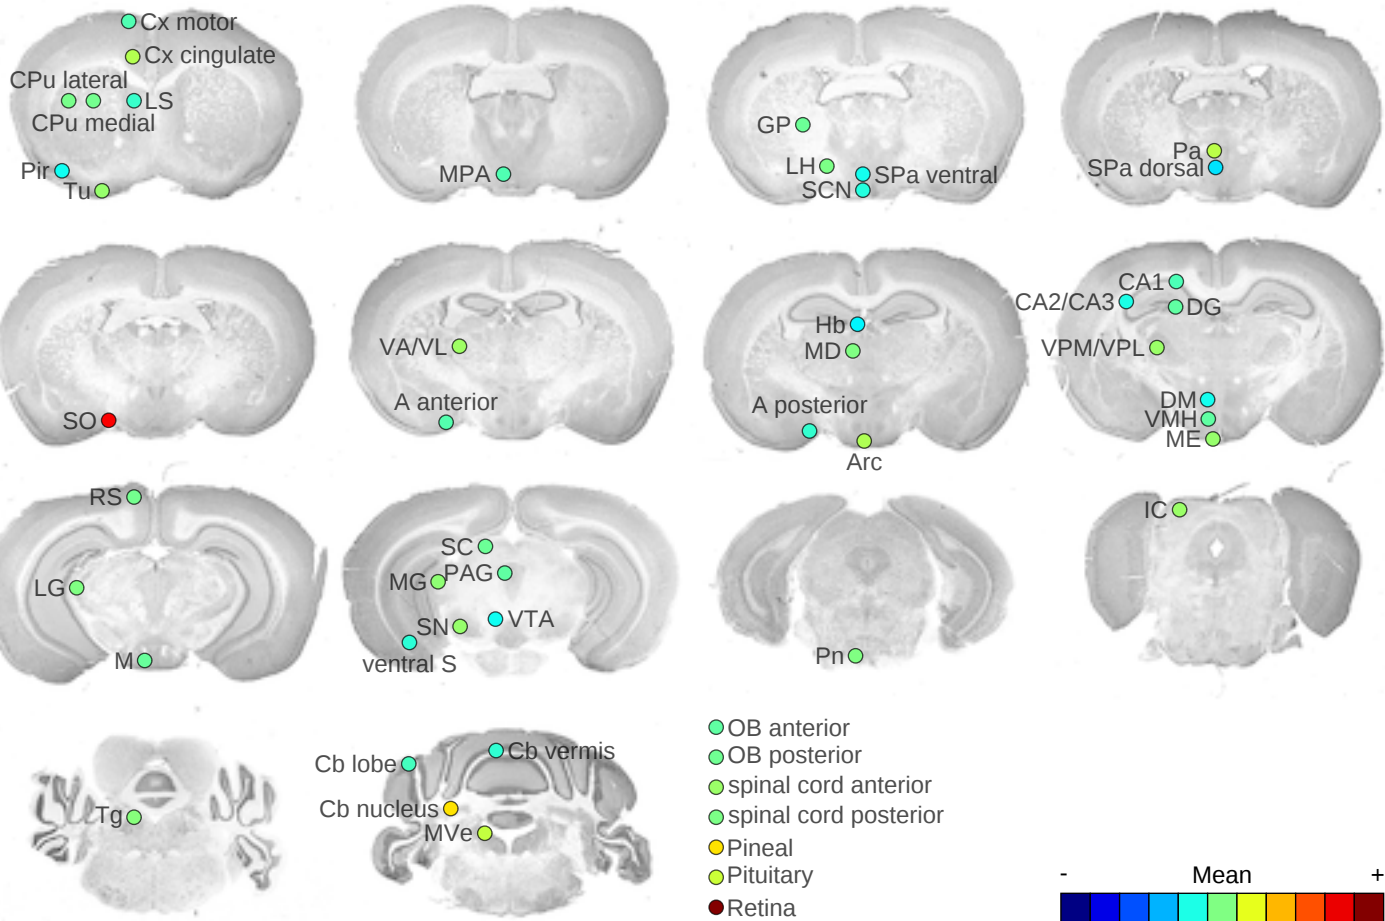 Cx motor
Cx cingulate
CPu lateral
LS
CPu medial
Pir
Tu
MPA
GP
LH
SPa ventral
SCN
Pa
SPa dorsal
SO
VA/VL
A anterior
Hb
MD
A posterior
Arc
CA1
CA2/CA3
DG
VPM/VPL
DM
VMH
ME
RS
LG
M
SC
PAG
MG
VTA
SN
ventral S
Pn
IC
Tg
Cb vermis
Cb lobe
Cb nucleus
MVe
OB anterior
OB posterior
spinal cord anterior
spinal cord posterior
Pineal
Pituitary
Retina
- Mean +